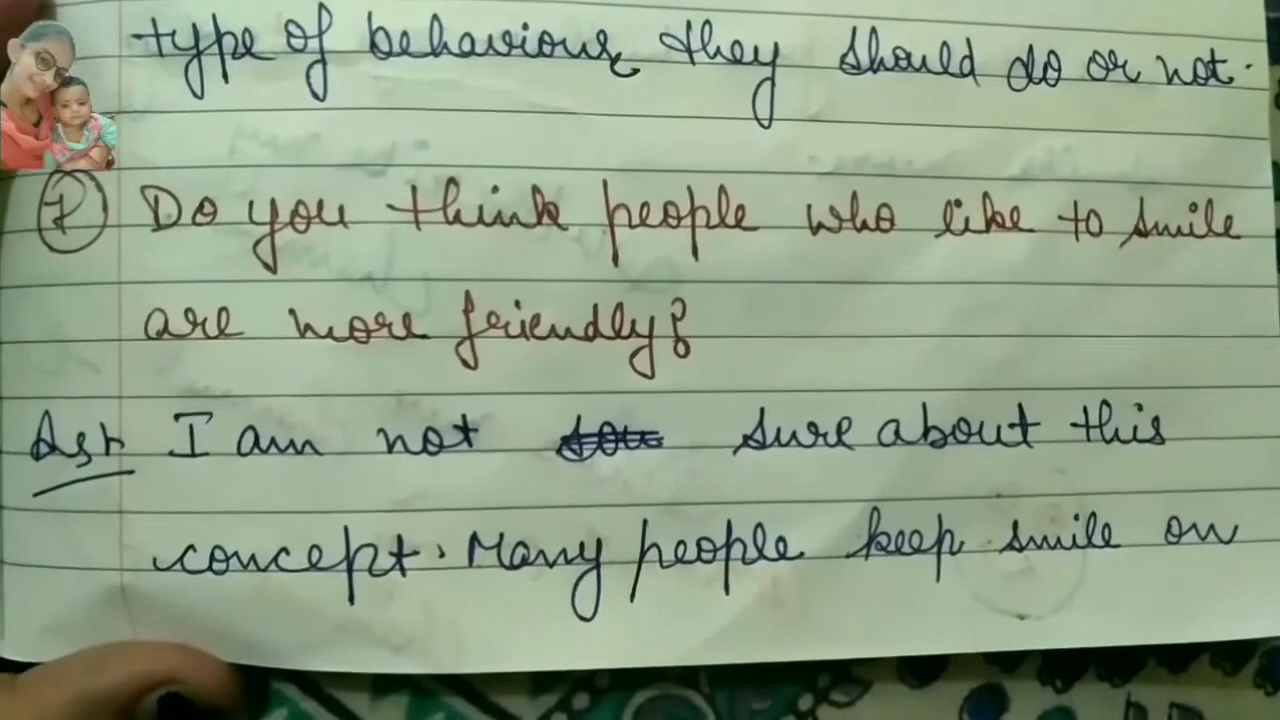 type of behaviour they should do or not.
7 Do you think people who like to smile
are more friendly?
Ans I am not sure about this
concept. Many people keep smile on